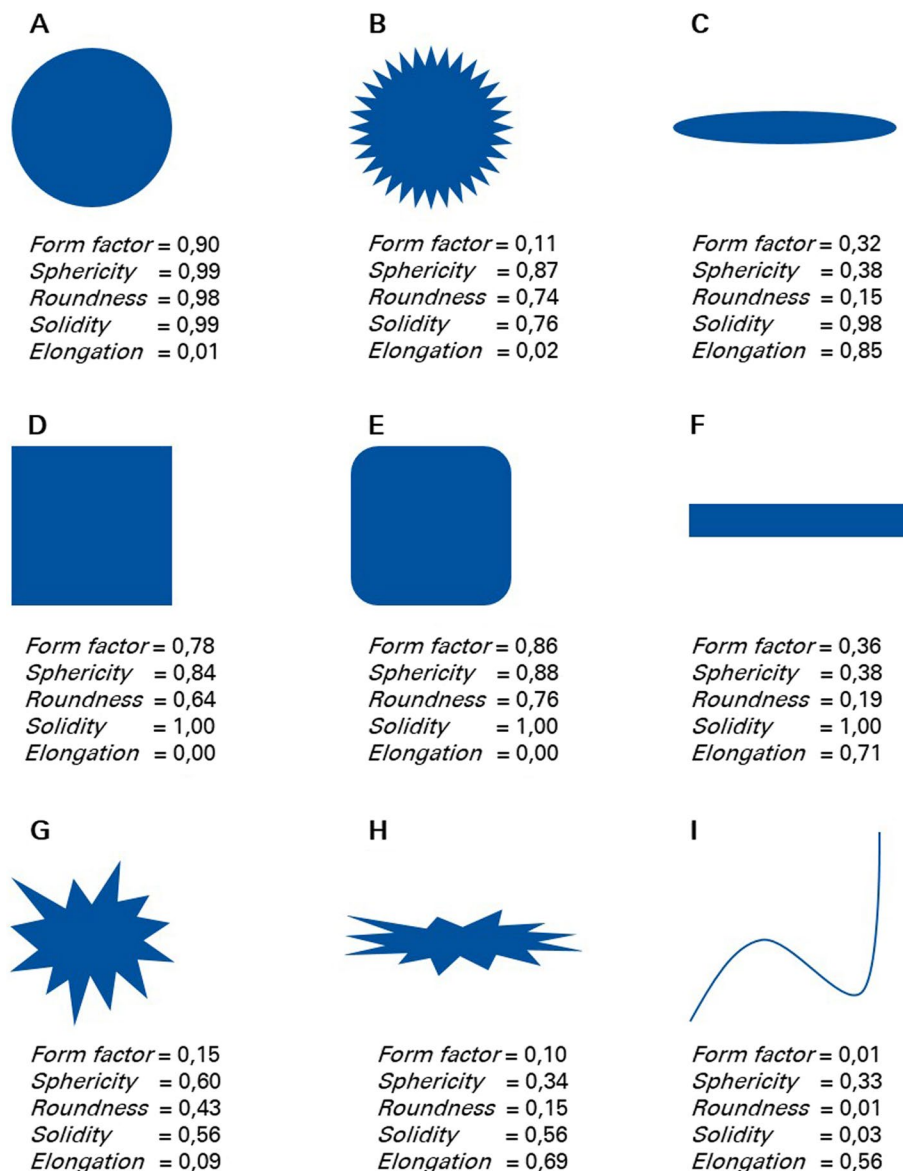 A
Form factor = 0,90
Sphericity = 0,99
Roundness = 0,98
Solidity = 0,99
Elongation = 0,01
B
Form factor = 0,11
Sphericity = 0,87
Roundness = 0,74
Solidity = 0,76
Elongation = 0,02
C
Form factor = 0,32
Sphericity = 0,38
Roundness = 0,15
Solidity = 0,98
Elongation = 0,85
D
Form factor = 0,78
Sphericity = 0,84
Roundness = 0,64
Solidity = 1,00
Elongation = 0,00
E
Form factor = 0,86
Sphericity = 0,88
Roundness = 0,76
Solidity = 1,00
Elongation = 0,00
F
Form factor = 0,36
Sphericity = 0,38
Roundness = 0,19
Solidity = 1,00
Elongation = 0,71
G
Form factor = 0,15
Sphericity = 0,60
Roundness = 0,43
Solidity = 0,56
Elongation = 0,09
H
Form factor = 0,10
Sphericity = 0,34
Roundness = 0,15
Solidity = 0,56
Elongation = 0,69
I
Form factor = 0,01
Sphericity = 0,33
Roundness = 0,01
Solidity = 0,03
Elongation = 0,56